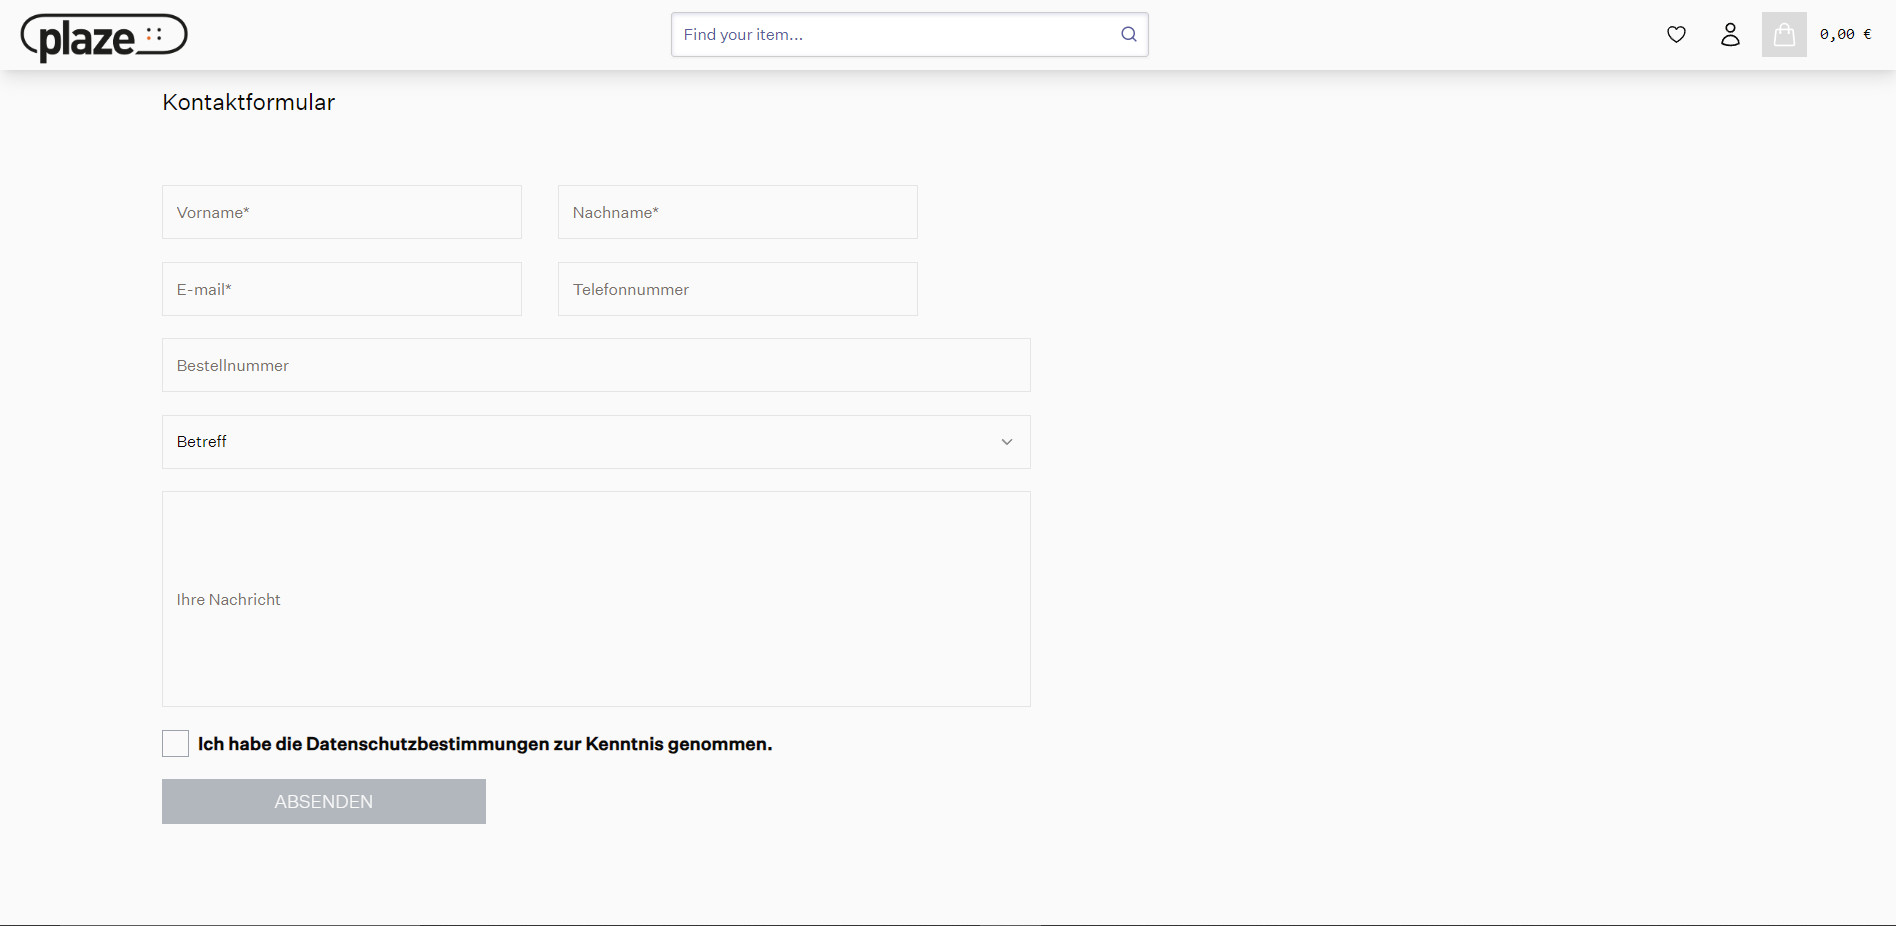 plaze
Find your item...
0,00 €
Kontaktformular
Vorname*
Nachname*
E-mail*
Telefonnummer
Bestellnummer
Betreff
Ihre Nachricht
Ich habe die Datenschutzbestimmungen zur Kenntnis genommen.
ABSENDEN